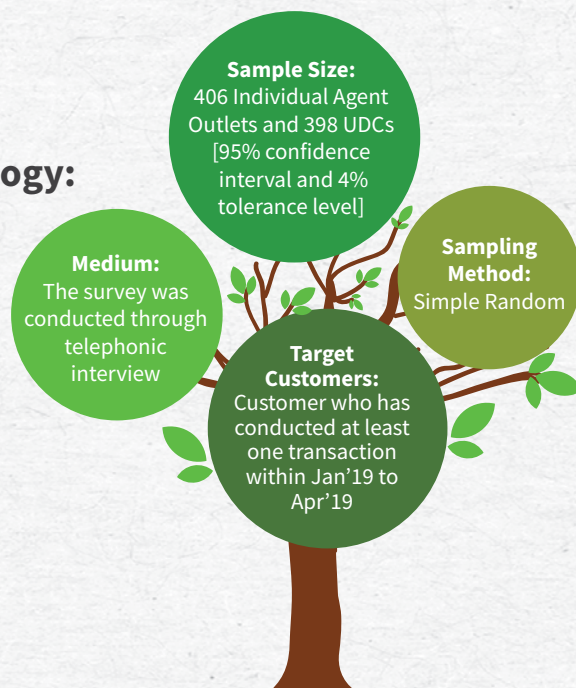 Sample Size:
406 Individual Agent
Outlets and 398 UDCs
[95% confidence
interval and 4%
tolerance level]
ogy:
Medium:
The survey was
conducted through
telephonic
interview
Sampling
Method:
Simple Random
Target
Customers:
Customer who has
conducted at least
one transaction
within Jan’19 to
Apr’19